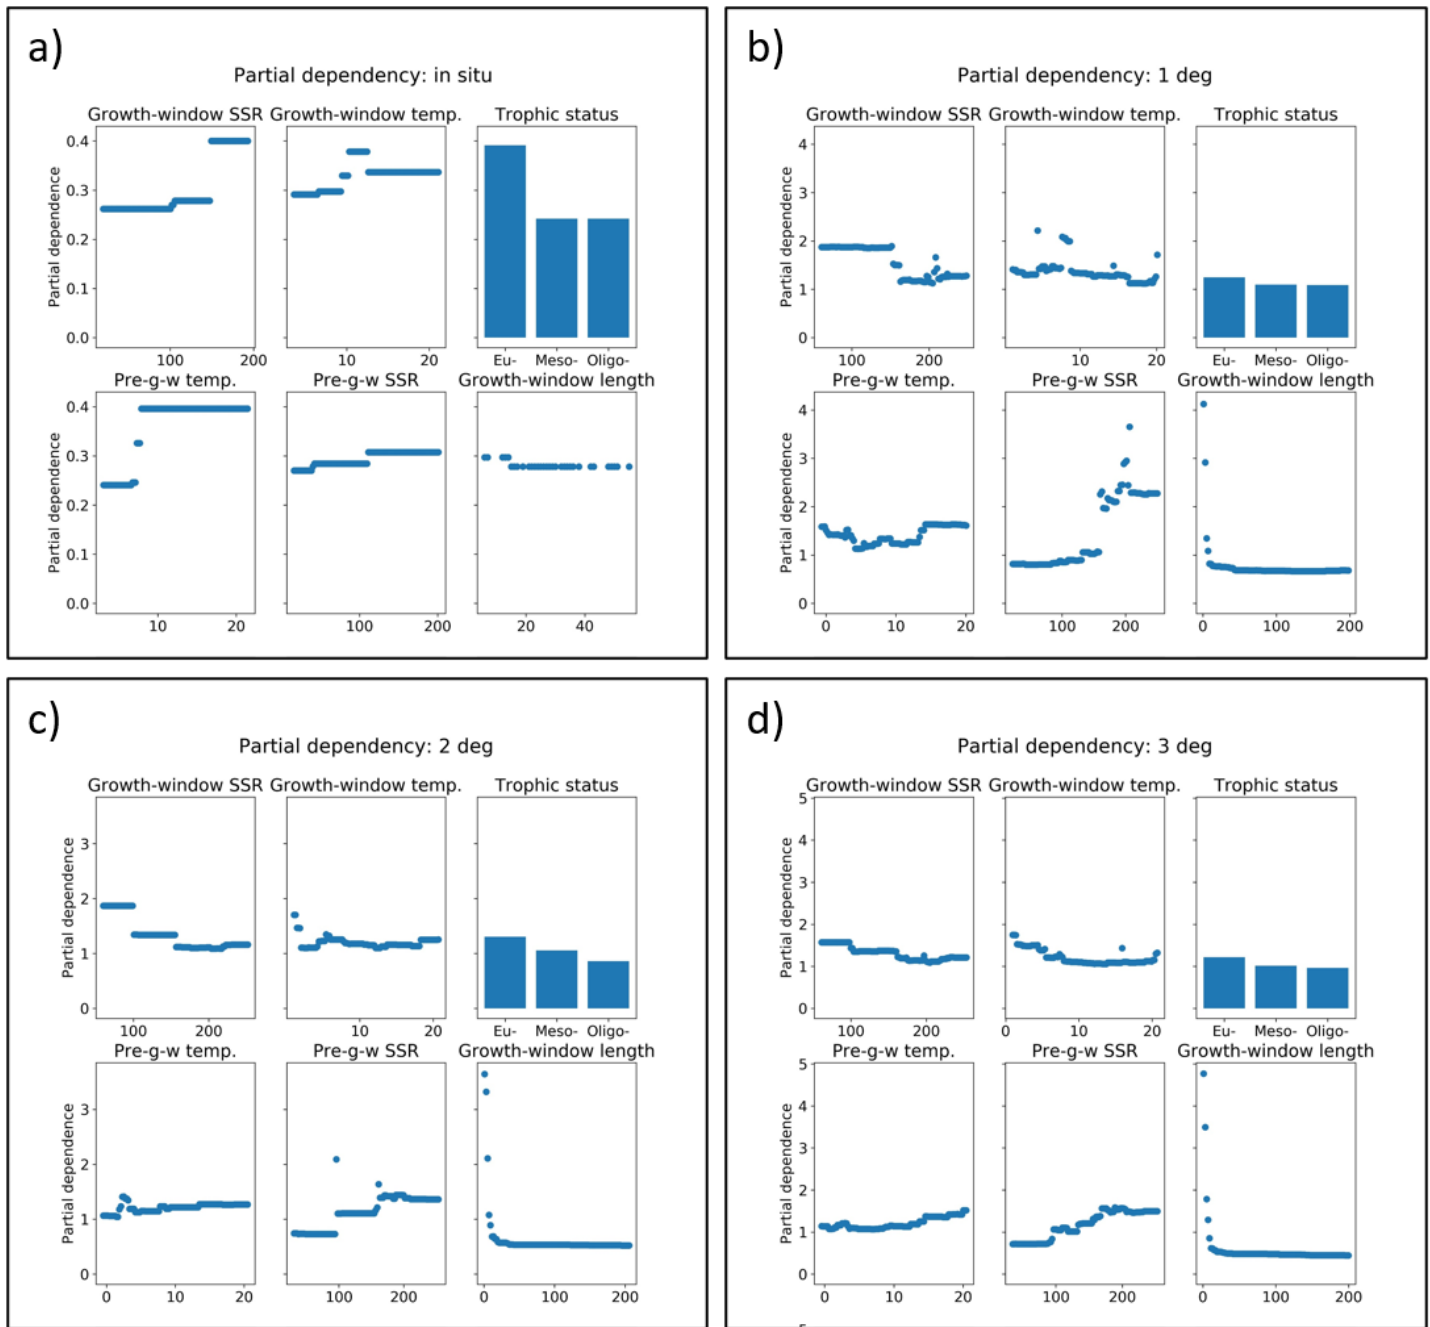 a)
Partial dependency: in situ
Growth-window SSR Growth-window temp. Trophic status
Partial dependence
0.4
0.3
0.2
0.1
0.0
100 200 10 20 Eu- Meso- Oligo-
Pre-g-w temp. Pre-g-w SSR Growth-window length
Partial dependence
0.4
0.3
0.2
0.1
0.0
10 20 100 200 20 40
b)
Partial dependency: 1 deg
Growth-window SSR Growth-window temp. Trophic status
Partial dependence
4
3
2
1
0
100 200 10 20 Eu- Meso- Oligo-
Pre-g-w temp. Pre-g-w SSR Growth-window length
Partial dependence
4
3
2
1
0
0 10 20 100 200 0 100 200
c)
Partial dependency: 2 deg
Growth-window SSR Growth-window temp. Trophic status
Partial dependence
3
2
1
0
100 200 10 20 Eu- Meso- Oligo-
Pre-g-w temp. Pre-g-w SSR Growth-window length
Partial dependence
3
2
1
0
0 10 20 100 200 0 100 200
d)
Partial dependency: 3 deg
Growth-window SSR Growth-window temp. Trophic status
Partial dependence
5
4
3
2
1
0
100 200 0 10 20 Eu- Meso- Oligo-
Pre-g-w temp. Pre-g-w SSR Growth-window length
Partial dependence
5
4
3
2
1
0
0 10 20 100 200 0 100 200